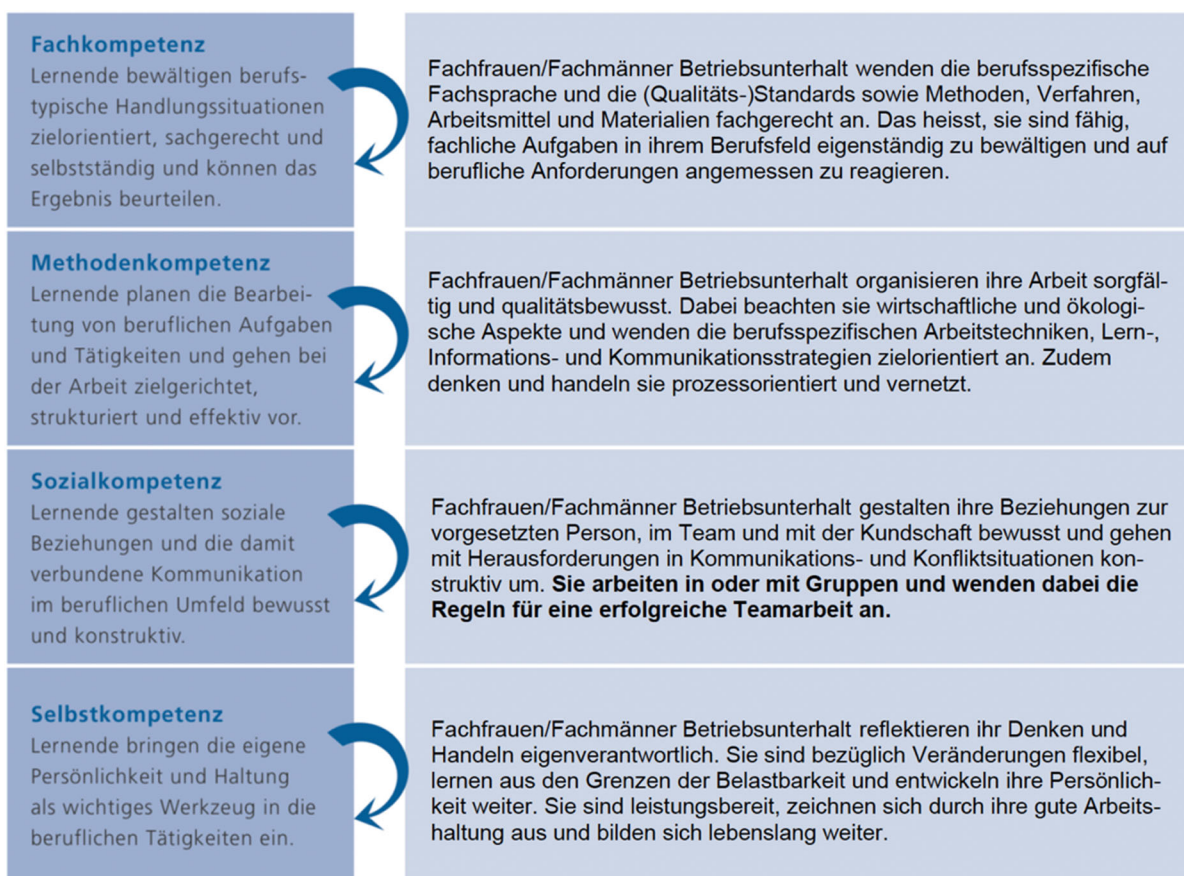 Fachkompetenz
Lernende bewältigen berufs-
typische Handlungssituationen
zielorientiert, sachgerecht und
selbstständig und können das
Ergebnis beurteilen.
Fachfrauen/Fachmänner Betriebsunterhalt wenden die berufsspezifische
Fachsprache und die (Qualitäts-)Standards sowie Methoden, Verfahren,
Arbeitsmittel und Materialien fachgerecht an. Das heisst, sie sind fähig,
fachliche Aufgaben in ihrem Berufsfeld eigenständig zu bewältigen und auf
berufliche Anforderungen angemessen zu reagieren.
Methodenkompetenz
Lernende planen die Bearbei-
tung von beruflichen Aufgaben
und Tätigkeiten und gehen bei
der Arbeit zielgerichtet,
strukturiert und effektiv vor.
Fachfrauen/Fachmänner Betriebsunterhalt organisieren ihre Arbeit sorgfäl-
tig und qualitätsbewusst. Dabei beachten sie wirtschaftliche und ökologi-
sche Aspekte und wenden die berufsspezifischen Arbeitstechniken, Lern-,
Informations- und Kommunikationsstrategien zielorientiert an. Zudem
denken und handeln sie prozessorientiert und vernetzt.
Sozialkompetenz
Lernende gestalten soziale
Beziehungen und die damit
verbundene Kommunikation
im beruflichen Umfeld bewusst
und konstruktiv.
Fachfrauen/Fachmänner Betriebsunterhalt gestalten ihre Beziehungen zur
vorgesetzten Person, im Team und mit der Kundschaft bewusst und gehen
mit Herausforderungen in Kommunikations- und Konfliktsituationen kon-
struktiv um. Sie arbeiten in oder mit Gruppen und wenden dabei die
Regeln für eine erfolgreiche Teamarbeit an.
Selbstkompetenz
Lernende bringen die eigene
Persönlichkeit und Haltung
als wichtiges Werkzeug in die
beruflichen Tätigkeiten ein.
Fachfrauen/Fachmänner Betriebsunterhalt reflektieren ihr Denken und
Handeln eigenverantwortlich. Sie sind bezüglich Veränderungen flexibel,
lernen aus den Grenzen der Belastbarkeit und entwickeln ihre Persönlich-
keit weiter. Sie sind leistungsbereit, zeichnen sich durch ihre gute Arbeits-
haltung aus und bilden sich lebenslang weiter.